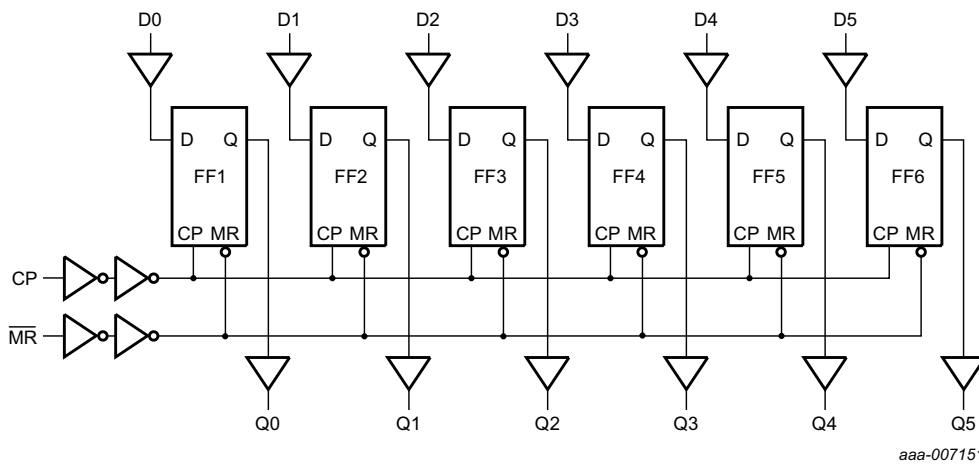 D0 D1 D2 D3 D4 D5
D Q D Q D Q D Q D Q D Q
FF1 FF2 FF3 FF4 FF5 FF6
CP MR CP MR CP MR CP MR CP MR CP MR
CP
M̅R̅
Q0 Q1 Q2 Q3 Q4 Q5